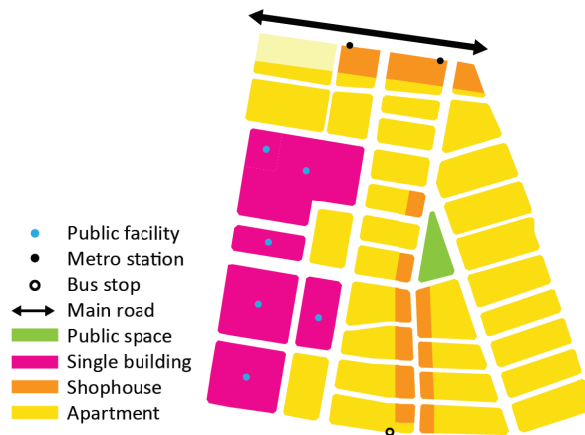 Public facility
Metro station
Bus stop
Main road
Public space
Single building
Shophouse
Apartment